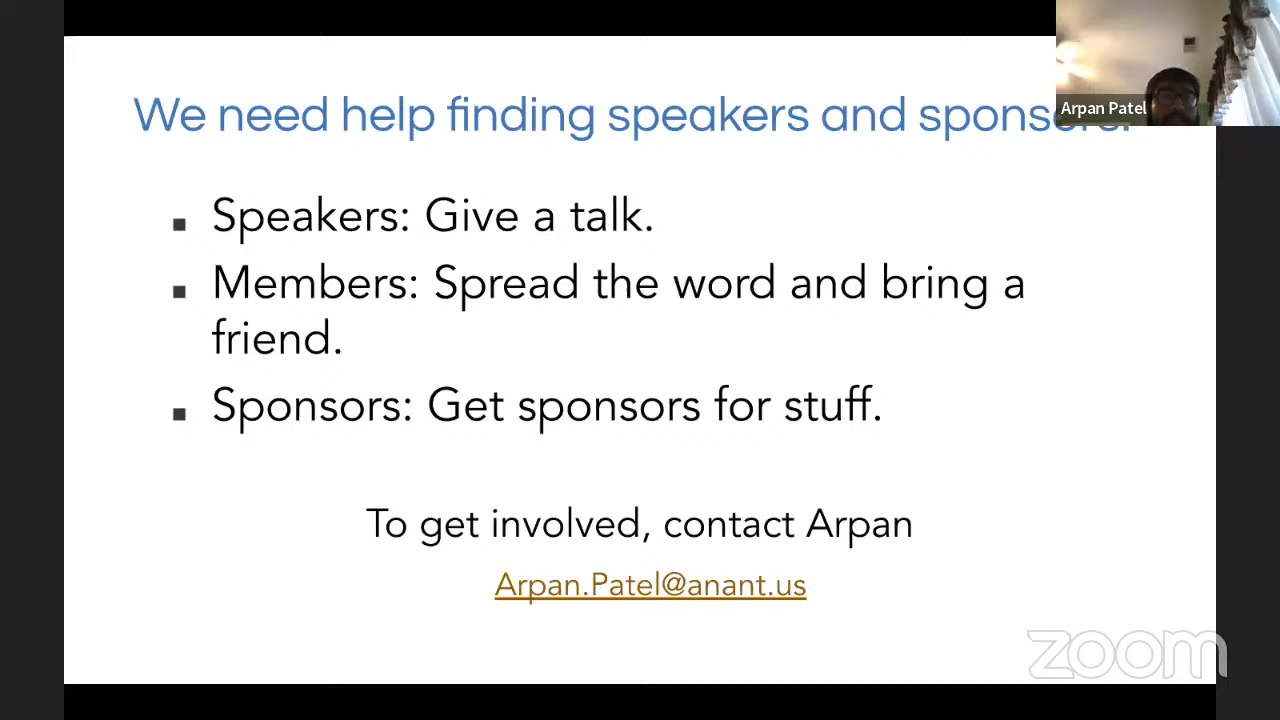 We need help finding speakers and
Arpan Patel
▪ Speakers: Give a talk.
▪ Members: Spread the word and bring a
friend.
▪ Sponsors: Get sponsors for stuff.
To get involved, contact Arpan
Arpan.Patel@anant.us
zoom